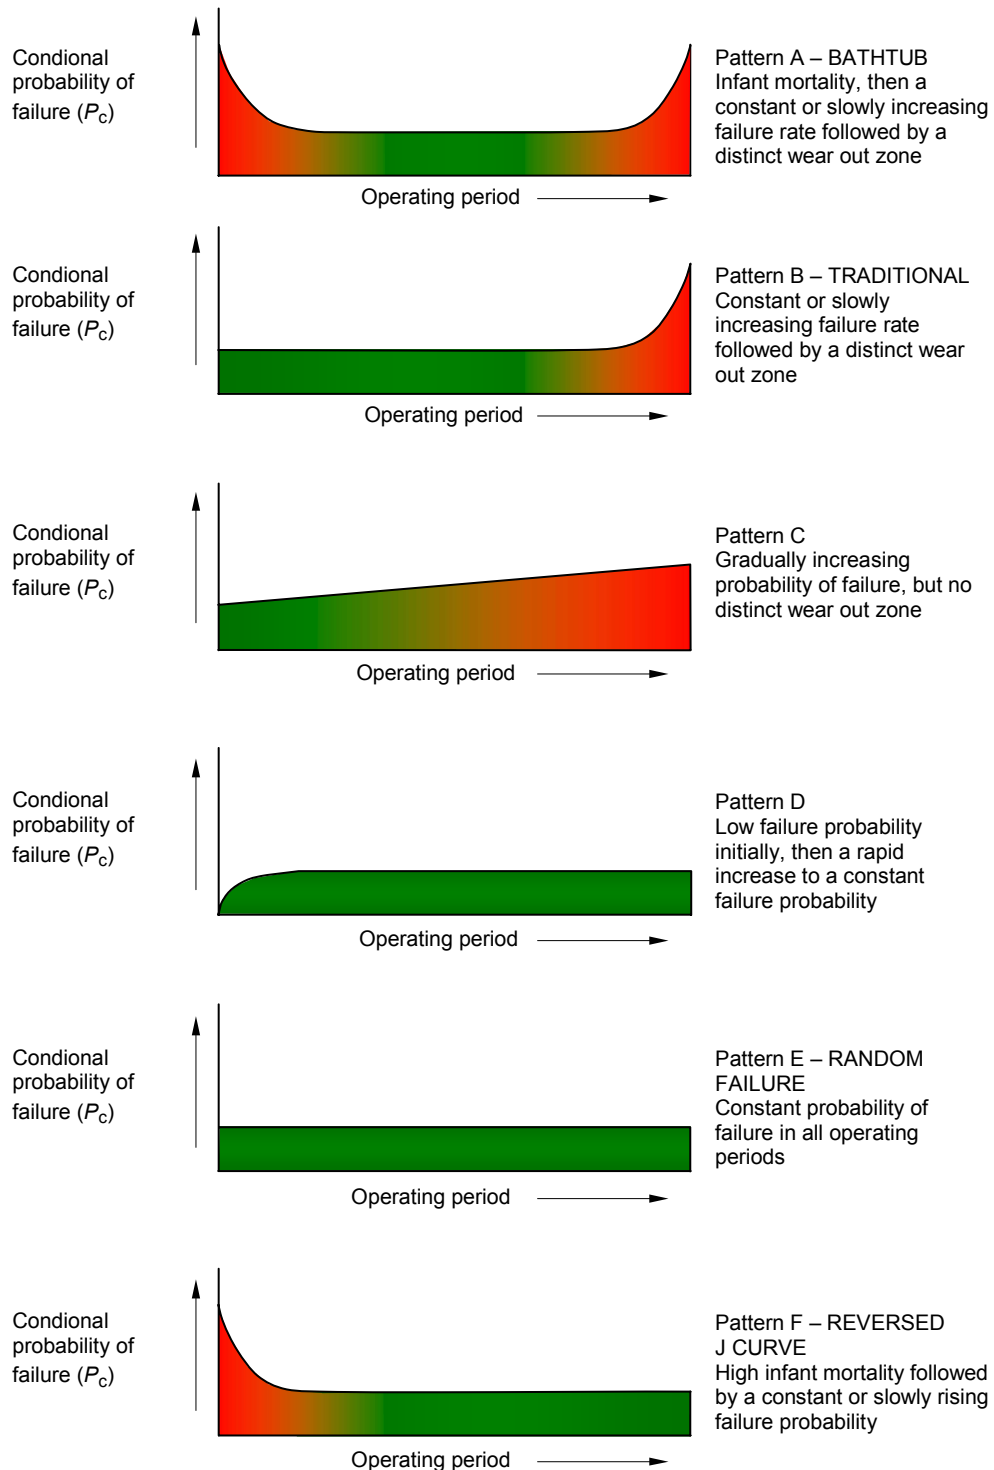 Condional
probability of
failure (Pc)
Pattern A – BATHTUB
Infant mortality, then a
constant or slowly increasing
failure rate followed by a
distinct wear out zone
Operating period
Condional
probability of
failure (Pc)
Pattern B – TRADITIONAL
Constant or slowly
increasing failure rate
followed by a distinct wear
out zone
Operating period
Condional
probability of
failure (Pc)
Pattern C
Gradually increasing
probability of failure, but no
distinct wear out zone
Operating period
Condional
probability of
failure (Pc)
Pattern D
Low failure probability
initially, then a rapid
increase to a constant
failure probability
Operating period
Condional
probability of
failure (Pc)
Pattern E – RANDOM
FAILURE
Constant probability of
failure in all operating
periods
Operating period
Condional
probability of
failure (Pc)
Pattern F – REVERSED
J CURVE
High infant mortality followed
by a constant or slowly rising
failure probability
Operating period